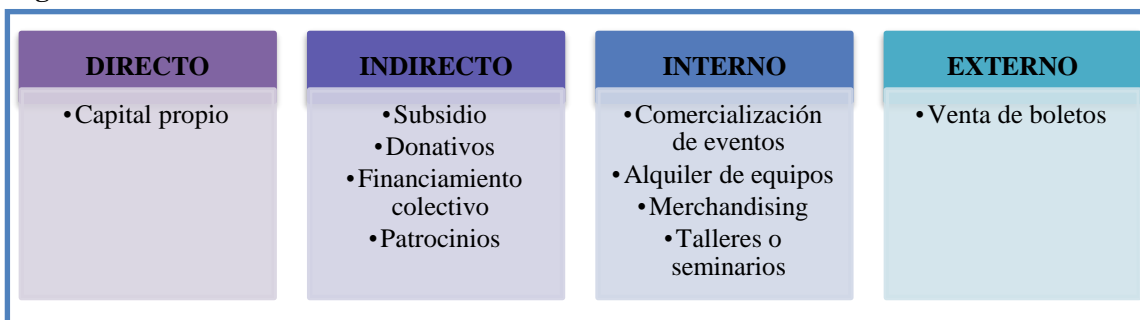 DIRECTO
•Capital propio
INDIRECTO
•Subsidio
•Donativos
•Financiamiento
colectivo
•Patrocinios
INTERNO
•Comercialización
de eventos
•Alquiler de equipos
•Merchandising
•Talleres o
seminarios
EXTERNO
•Venta de boletos